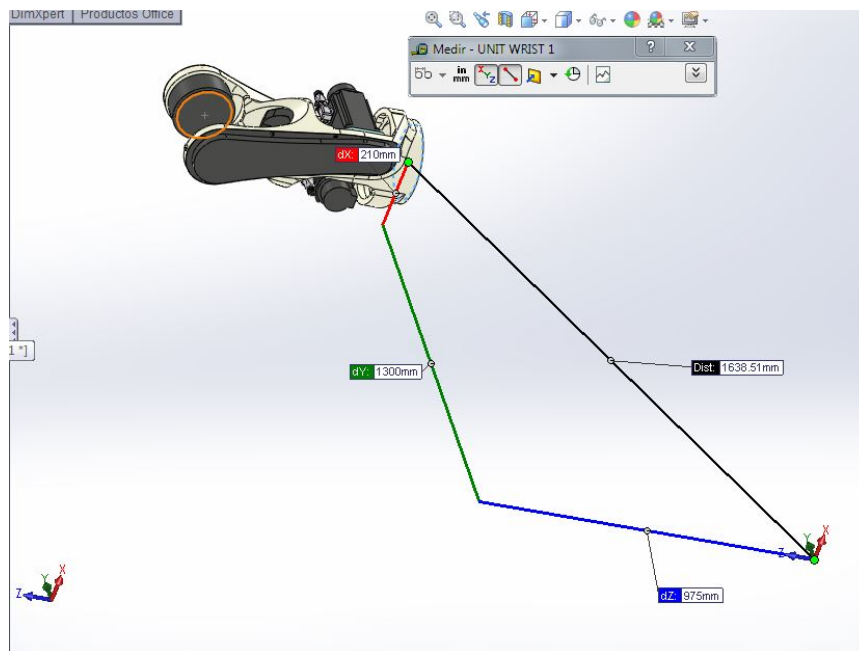 DimXpert Productos Office
Medir - UNIT WRIST 1
in
mm
XYZ
dX: 210mm
1 *]
dY: 1300mm
Dist: 1638.51mm
dZ: 975mm
Z
X
Y
X
Z